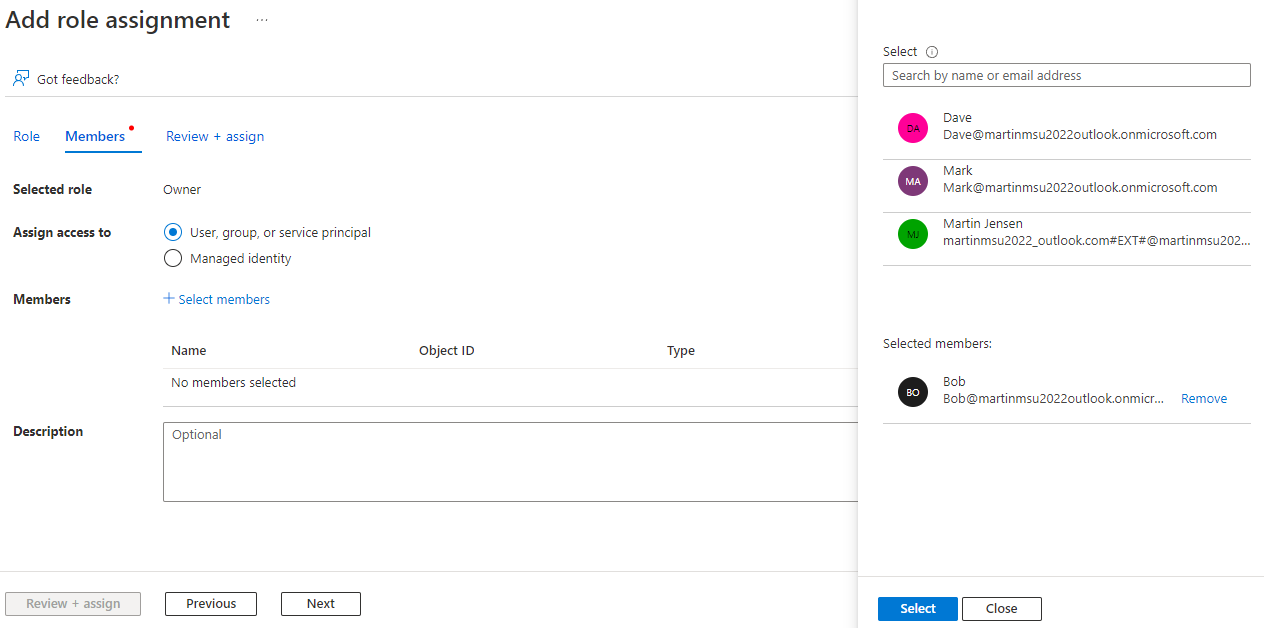 Add role assignment ...
Got feedback?
Role Members Review + assign
Selected role Owner
Assign access to User, group, or service principal
Managed identity
Members + Select members
Name Object ID Type
No members selected
Description Optional
Review + assign Previous Next
Select
Search by name or email address
DA Dave
Dave@martinmsu2022outlook.onmicrosoft.com
MA Mark
Mark@martinmsu2022outlook.onmicrosoft.com
MJ Martin Jensen
martinmsu2022_outlook.com#EXT#@martinmsu202...
Selected members:
BO Bob
Bob@martinmsu2022outlook.onmicr... Remove
Select Close